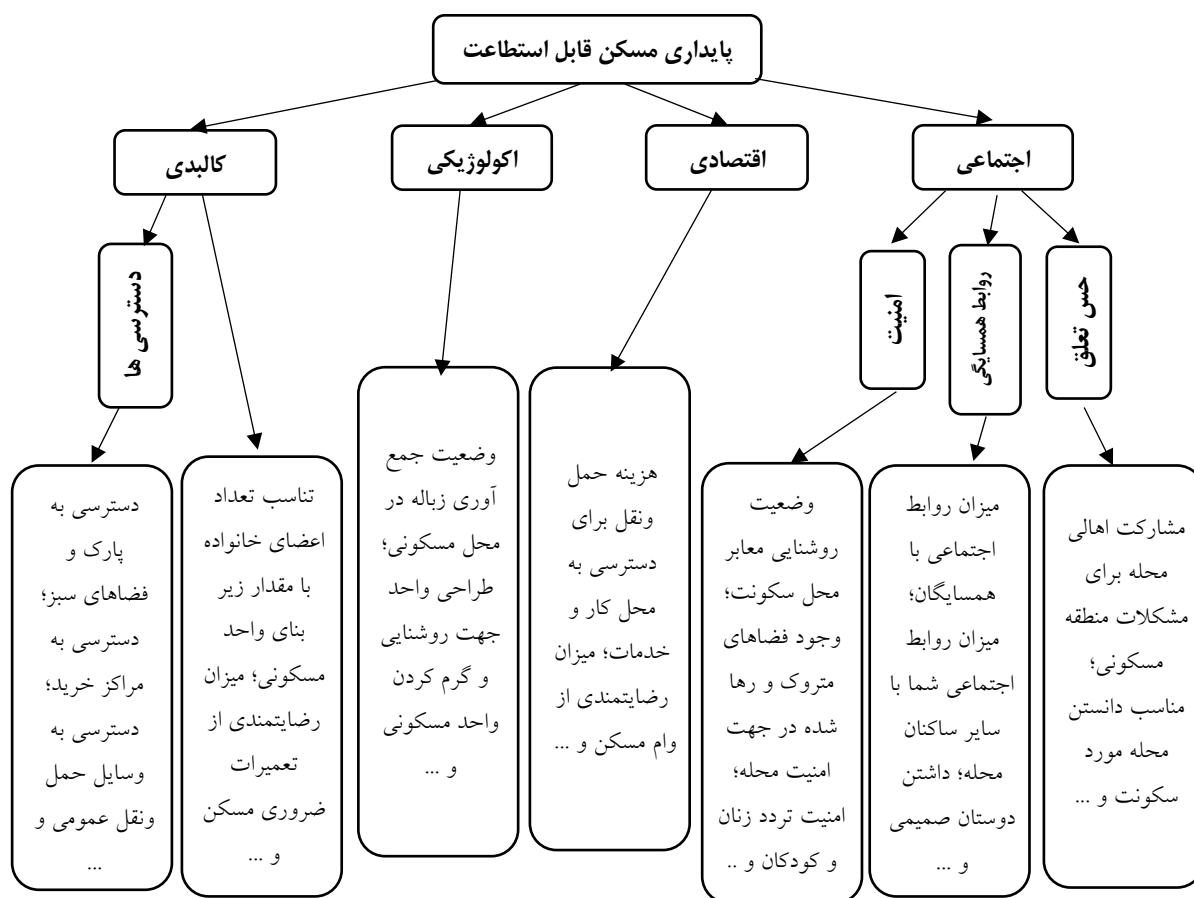 پایداری مسکن قابل استطاعت
اجتماعی
اقتصادی
اکولوژیکی
کالبدی
حس تعلق
روابط همسایگی
امنیت
دسترسی ها
مشارکت اهالی
محله برای
مشکلات منطقه
مسکونی؛
مناسب دانستن
محله مورد
سکونت و ...
میزان روابط
اجتماعی با
همسایگان؛
میزان روابط
اجتماعی شما با
سایر ساکنان
محله؛ داشتن
دوستان صمیمی
و ...
وضعیت
روشنایی معابر
محل سکونت؛
وجود فضاهای
متروک و رها
شده در جهت
امنیت محله؛
امنیت تردد زنان
و کودکان و ..
هزینه حمل
ونقل برای
دسترسی به
محل کار و
خدمات؛ میزان
رضایتمندی از
وام مسکن و ...
وضعیت جمع
آوری زباله در
محل مسکونی؛
طراحی واحد
جهت روشنایی
و گرم کردن
واحد مسکونی
و ...
تناسب تعداد
اعضای خانواده
با مقدار زیر
بنای واحد
مسکونی؛ میزان
رضایتمندی از
تعمیرات
ضروری مسکن
و ...
دسترسی به
پارک و
فضاهای سبز؛
دسترسی به
مراکز خرید؛
دسترسی به
وسایل حمل
ونقل عمومی و
...